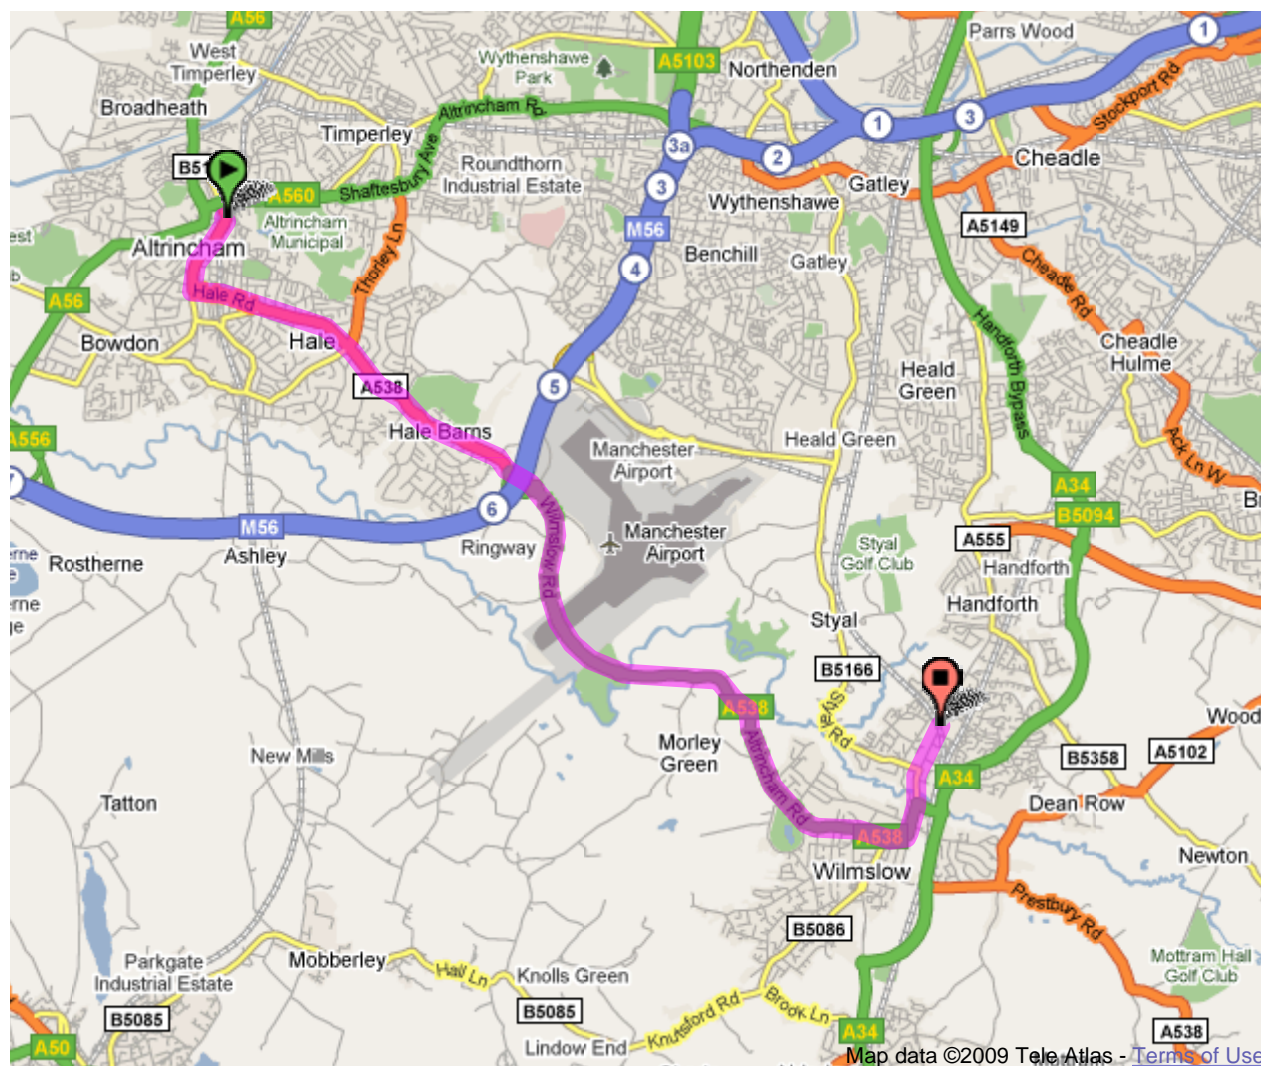 A56
West
Timperley
Broadheath
Wythenshawe
Park
A5103
Northenden
Parrs Wood
1
Stockport Rd
Altrincham Rd
Timperley
3a
1
3
2
Cheadle
Roundthorn
Industrial Estate
Shaftesbury Ave
A560
3
Gatley
Wythenshawe
A5149
Altrincham
Municipal
Altrincham
M56
Benchill
Gatley
Thorley Ln
4
Cheadle Rd
A56
Hale Rd
Bowdon
Hale
Handforth Bypass
Cheadle
Hulme
A538
5
Heald
Green
Hale Barns
A556
Manchester
Airport
Heald Green
Ack Ln W
A34
6
Wilmslow Rd
B5094
M56
Ashley
Rostherne
Ringway
Manchester
Airport
Styal
Golf Club
A555
Handforth
Handforth
Styal
B5166
A538
Styal Rd
Morley
Green
New Mills
Altrincham Rd
A34
B5358
A5102
Wood
Tatton
Dean Row
A538
Wilmslow
Newton
Prestbury Rd
B5086
Parkgate
Industrial Estate
Mobberley
Hall Ln
Knolls Green
Mottram Hall
Golf Club
B5085
B5085
Knutsford Rd
Brook Ln
A50
Lindow End
A34
A538
Map data ©2009 Tele Atlas - Terms of Use